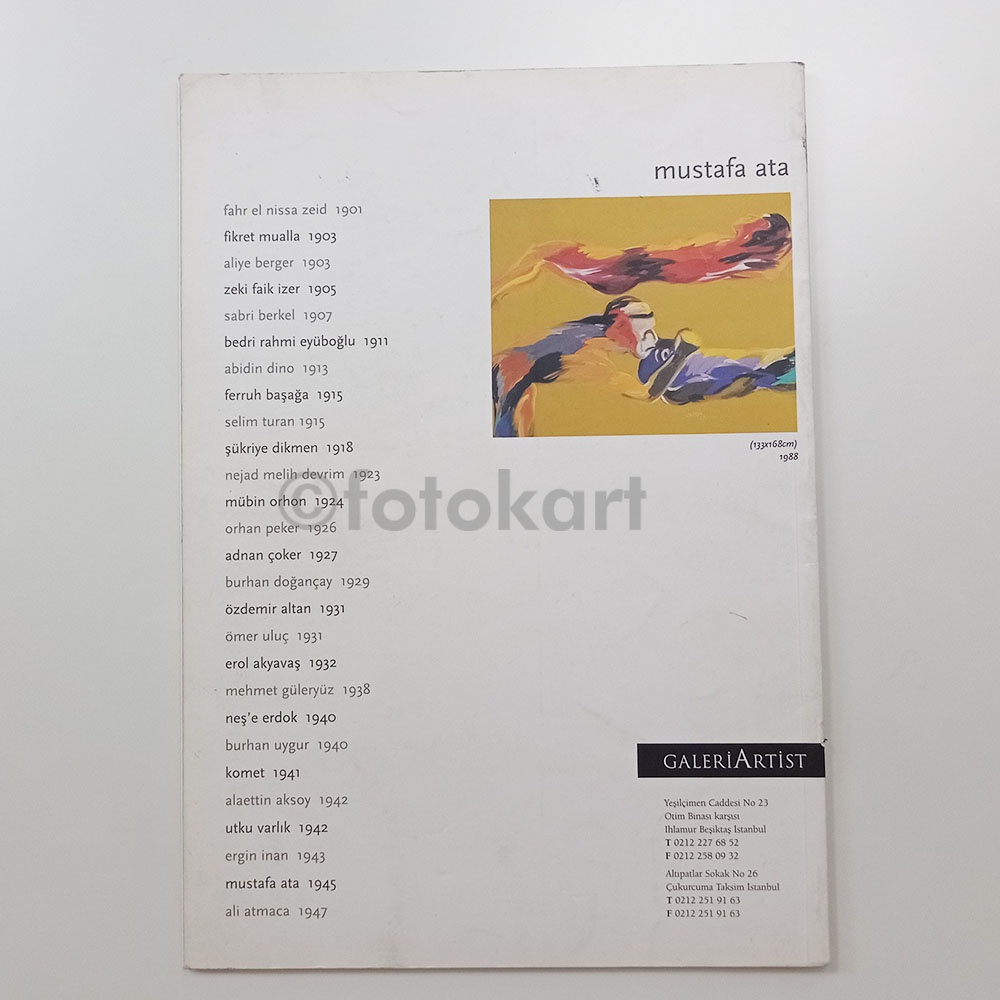 mustafa ata
fahr el nissa zeid 1901
fikret mualla 1903
aliye berger 1903
zeki faik izer 1905
sabri berkel 1907
bedri rahmi eyüboğlu 1911
abidin dino 1913
ferruh başağa 1915
selim turan 1915
şükriye dikmen 1918
nejad melih devrim 1923
mübin orhon 1924
orhan peker 1926
adnan çoker 1927
burhan doğançay 1929
özdemir altan 1931
ömer uluç 1931
erol akyavaş 1932
mehmet güleryüz 1938
neş'e erdok 1940
burhan uygur 1940
komet 1941
alaettin aksoy 1942
utku varlık 1942
ergin inan 1943
mustafa ata 1945
ali atmaca 1947
(133x168cm)
1988
©fotokart
GALERİARTİST
Yeşilçimen Caddesi No 23
Otim Binası karşısı
Ihlamur Beşiktaş Istanbul
T 0212 227 68 52
F 0212 258 09 32
Altıpatlar Sokak No 26
Çukurcuma Taksim Istanbul
T 0212 251 91 63
F 0212 251 91 63